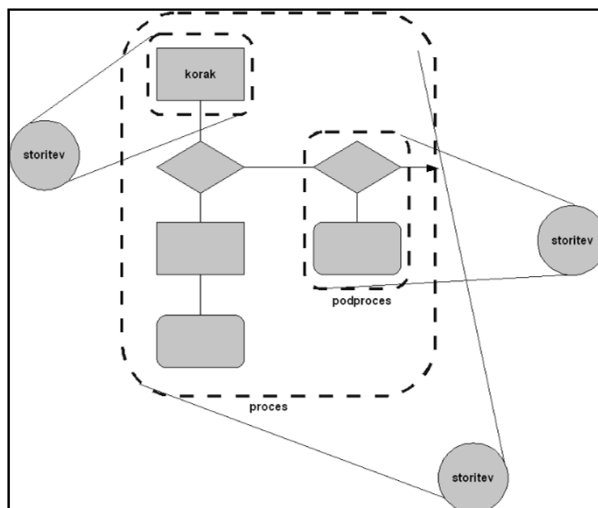 korak
storitev
storitev
podproces
proces
storitev